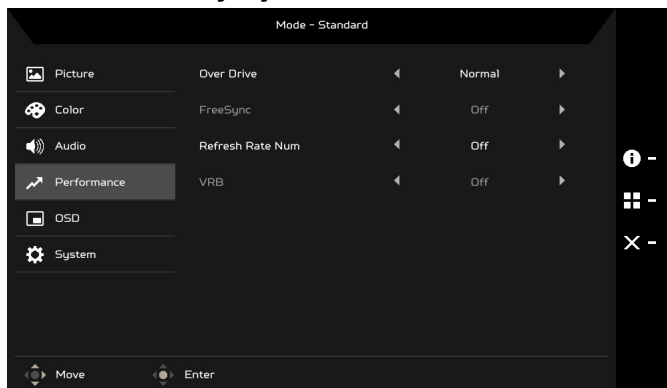 Mode - Standard
Picture
Over Drive Normal
Color
FreeSync Off
Audio
Refresh Rate Num Off
Performance
VRB Off
OSD
System
Move Enter